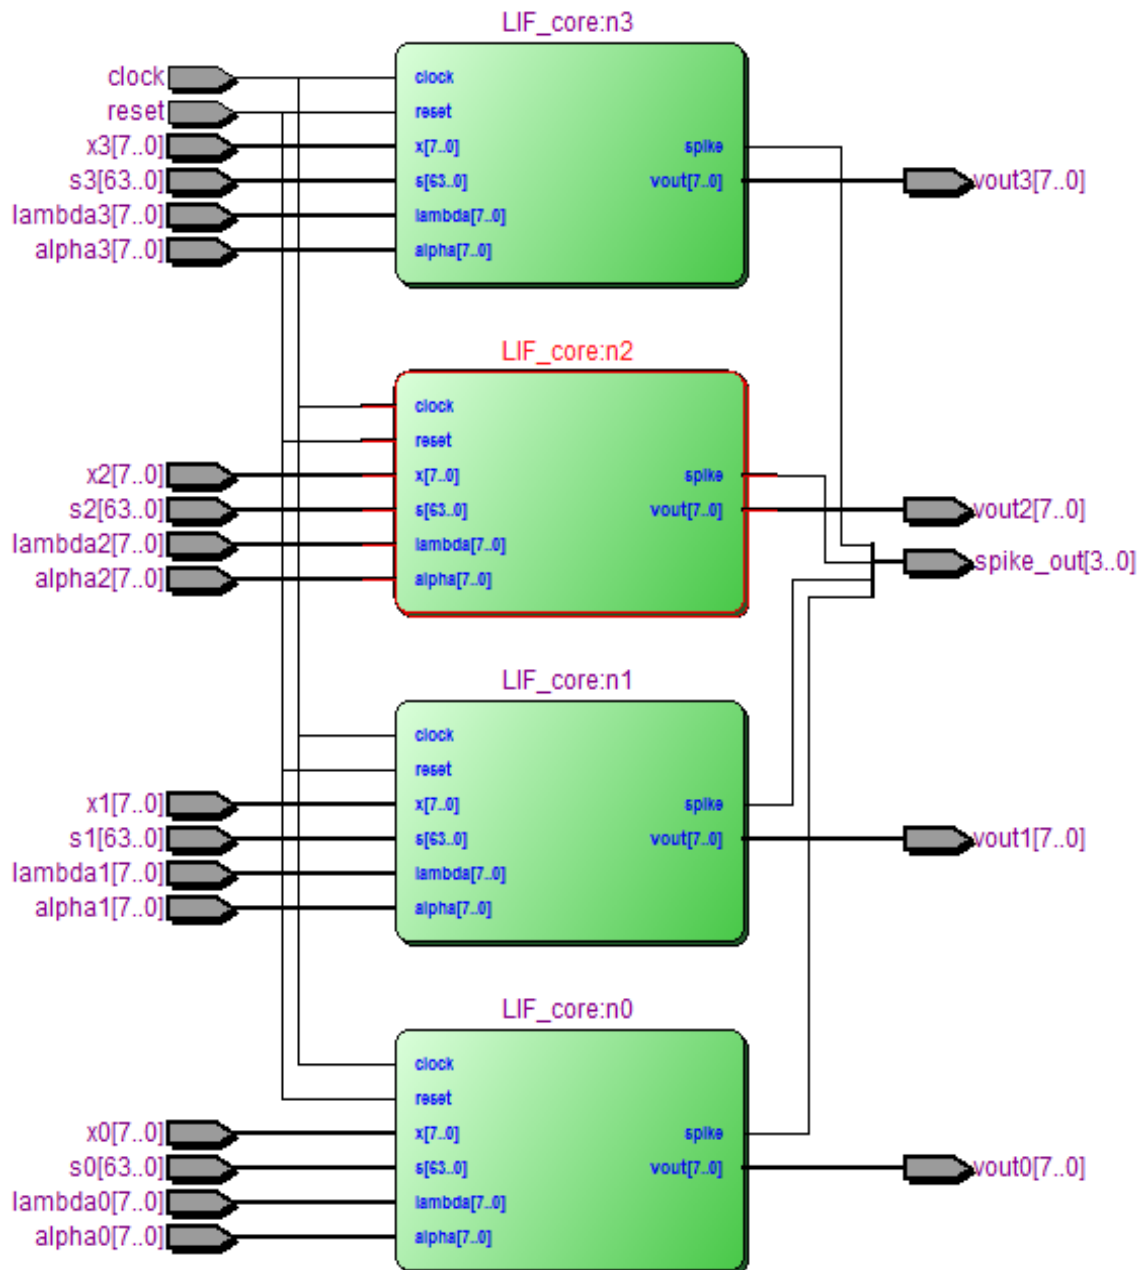 LIF_core:n3
clock clock
reset reset
x3[7..0] x[7..0] spike
s3[63..0] s[63..0] vout[7..0] vout3[7..0]
lambda3[7..0] lambda[7..0]
alpha3[7..0] alpha[7..0]
LIF_core:n2
clock
reset
x2[7..0] x[7..0] spike
s2[63..0] s[63..0] vout[7..0] vout2[7..0]
lambda2[7..0] lambda[7..0]
spike_out[3..0]
alpha2[7..0] alpha[7..0]
LIF_core:n1
clock
reset
x1[7..0] x[7..0] spike
s1[63..0] s[63..0] vout[7..0] vout1[7..0]
lambda1[7..0] lambda[7..0]
alpha1[7..0] alpha[7..0]
LIF_core:n0
clock
reset
x0[7..0] x[7..0] spike
s0[63..0] s[63..0] vout[7..0] vout0[7..0]
lambda0[7..0] lambda[7..0]
alpha0[7..0] alpha[7..0]